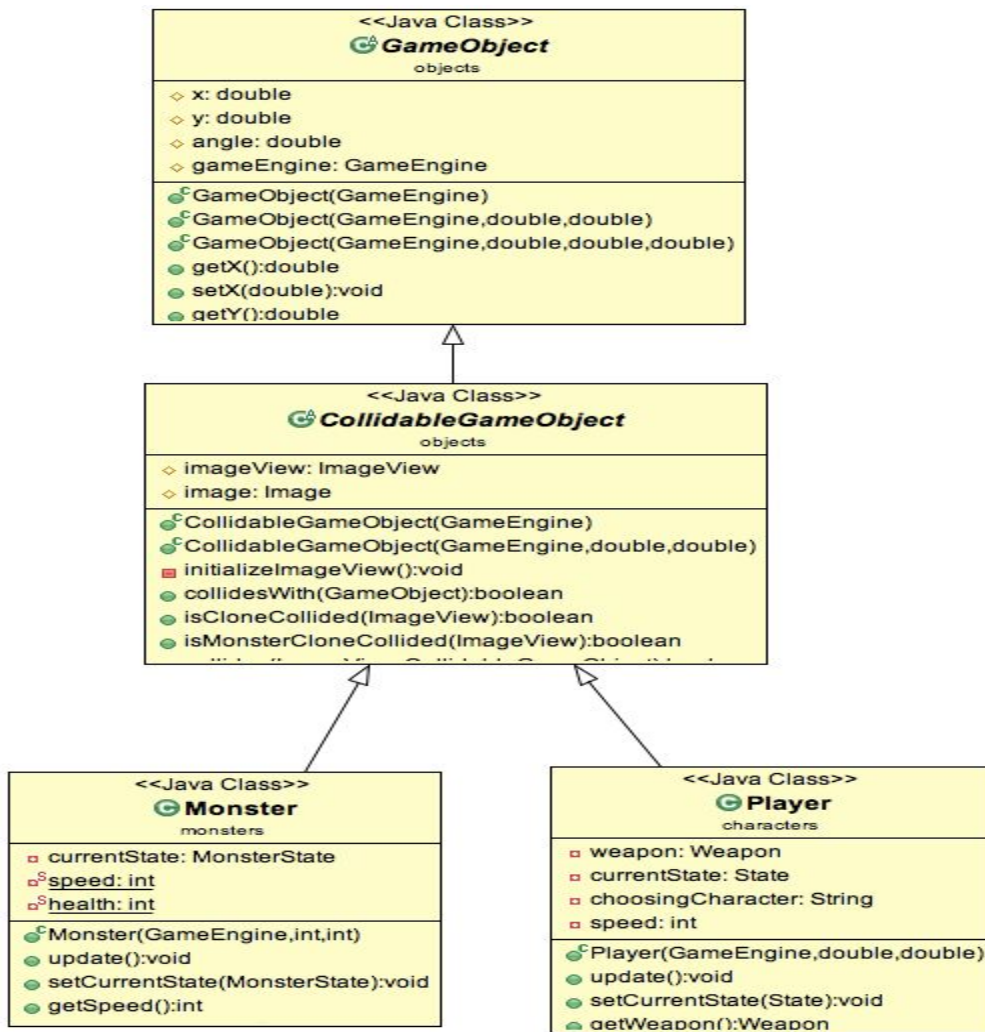 <<Java Class>>
GameObject
objects
x: double
y: double
angle: double
gameEngine: GameEngine
GameObject(GameEngine)
GameObject(GameEngine,double,double)
GameObject(GameEngine,double,double,double)
getX():double
setX(double):void
getY():double
<<Java Class>>
CollidableGameObject
objects
imageView: ImageView
image: Image
CollidableGameObject(GameEngine)
CollidableGameObject(GameEngine,double,double)
initializeImageView():void
collidesWith(GameObject):boolean
isCloneCollided(ImageView):boolean
isMonsterCloneCollided(ImageView):boolean
<<Java Class>>
Monster
monsters
currentState: MonsterState
speed: int
health: int
Monster(GameEngine,int,int)
update():void
setCurrentState(MonsterState):void
getSpeed():int
<<Java Class>>
Player
characters
weapon: Weapon
currentState: State
choosingCharacter: String
speed: int
Player(GameEngine,double,double)
update():void
setCurrentState(State):void
getWeapon():Weapon